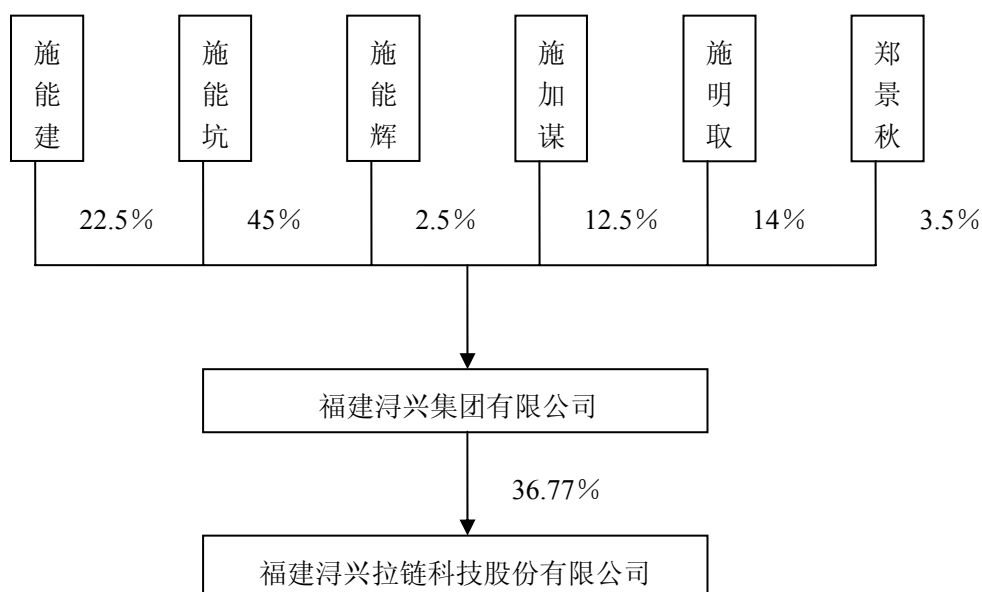 施能建
施能坑
施能辉
施加谋
施明取
郑景秋
22.5％
45％
2.5％
12.5％
14％
3.5％
福建浔兴集团有限公司
36.77％
福建浔兴拉链科技股份有限公司